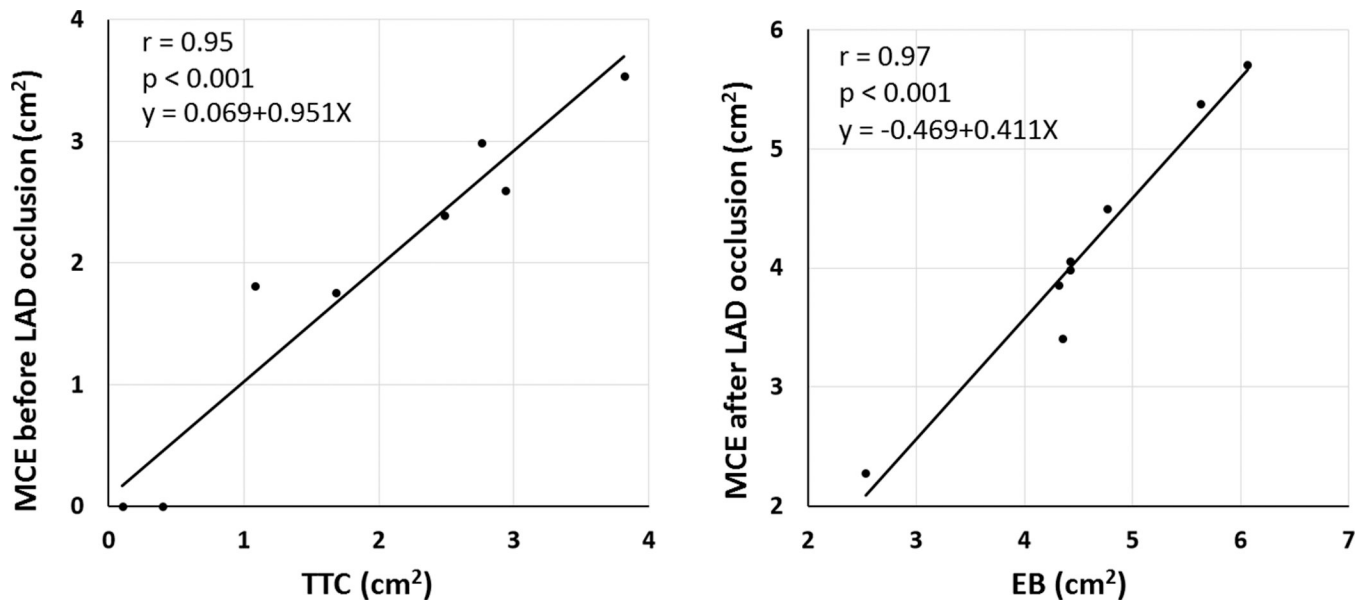 r = 0.95
p < 0.001
y = 0.069+0.951X
MCE before LAD occlusion (cm²)
4
3
2
1
0
0 1 2 3 4
TTC (cm²)
r = 0.97
p < 0.001
y = -0.469+0.411X
MCE after LAD occlusion (cm²)
6
5
4
3
2
2 3 4 5 6 7
EB (cm²)